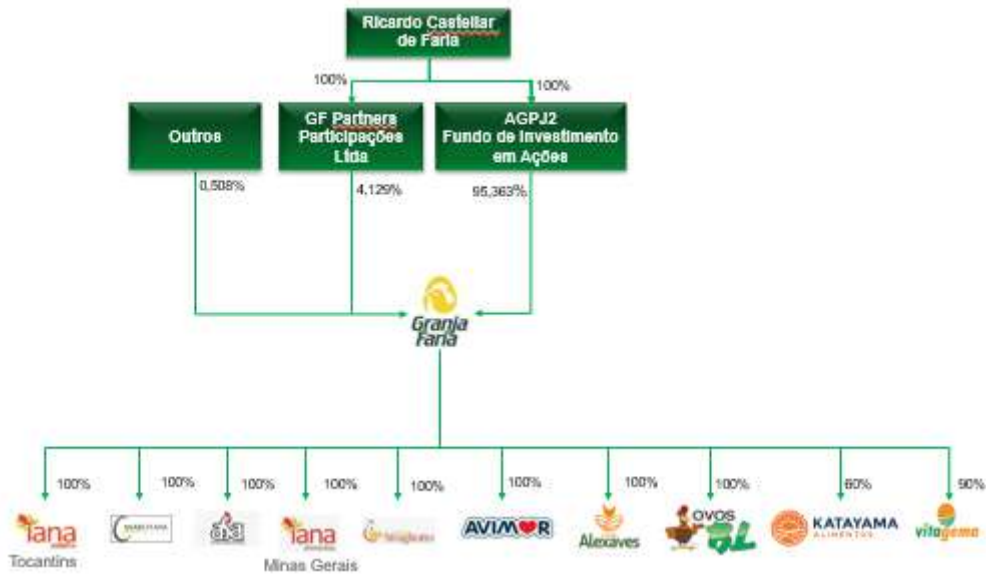 Ricardo Castellar
de Faria
100%
100%
Outros
GF Partners
Participações
Ltda
AGPJ2
Fundo de Investimento
em Ações
0,508%
4,129%
95,363%
Granja
Faria
100%
100%
100%
100%
100%
100%
100%
100%
60%
90%
iana
Tocantins
iana
Minas Gerais
AVIMOR
Alexaves
OVOS
KATAYAMA
ALIMENTOS
vitagema